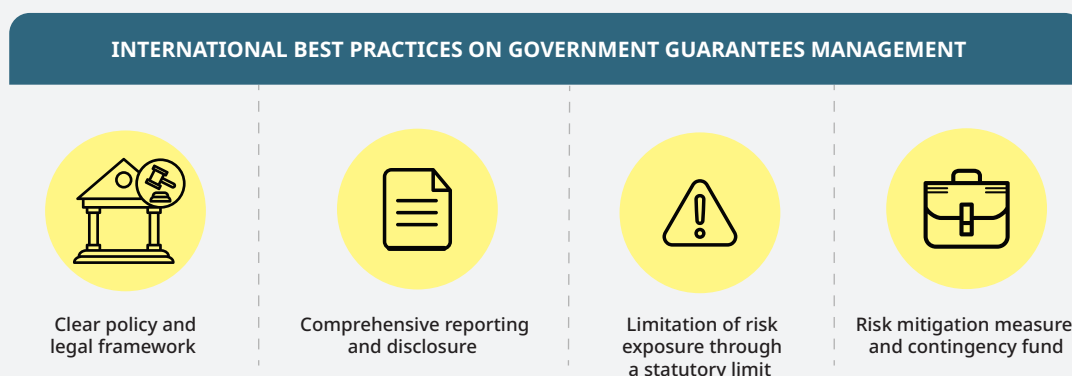 INTERNATIONAL BEST PRACTICES ON GOVERNMENT GUARANTEES MANAGEMENT
Clear policy and
legal framework
Comprehensive reporting
and disclosure
Limitation of risk
exposure through
a statutory limit
Risk mitigation measure
and contingency fund